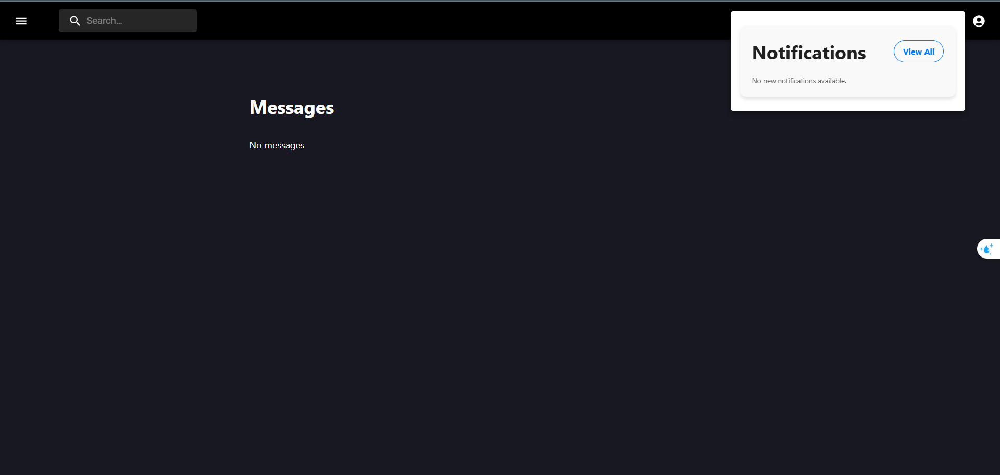 Search...
Notifications
View All
No new notifications available.
Messages
No messages